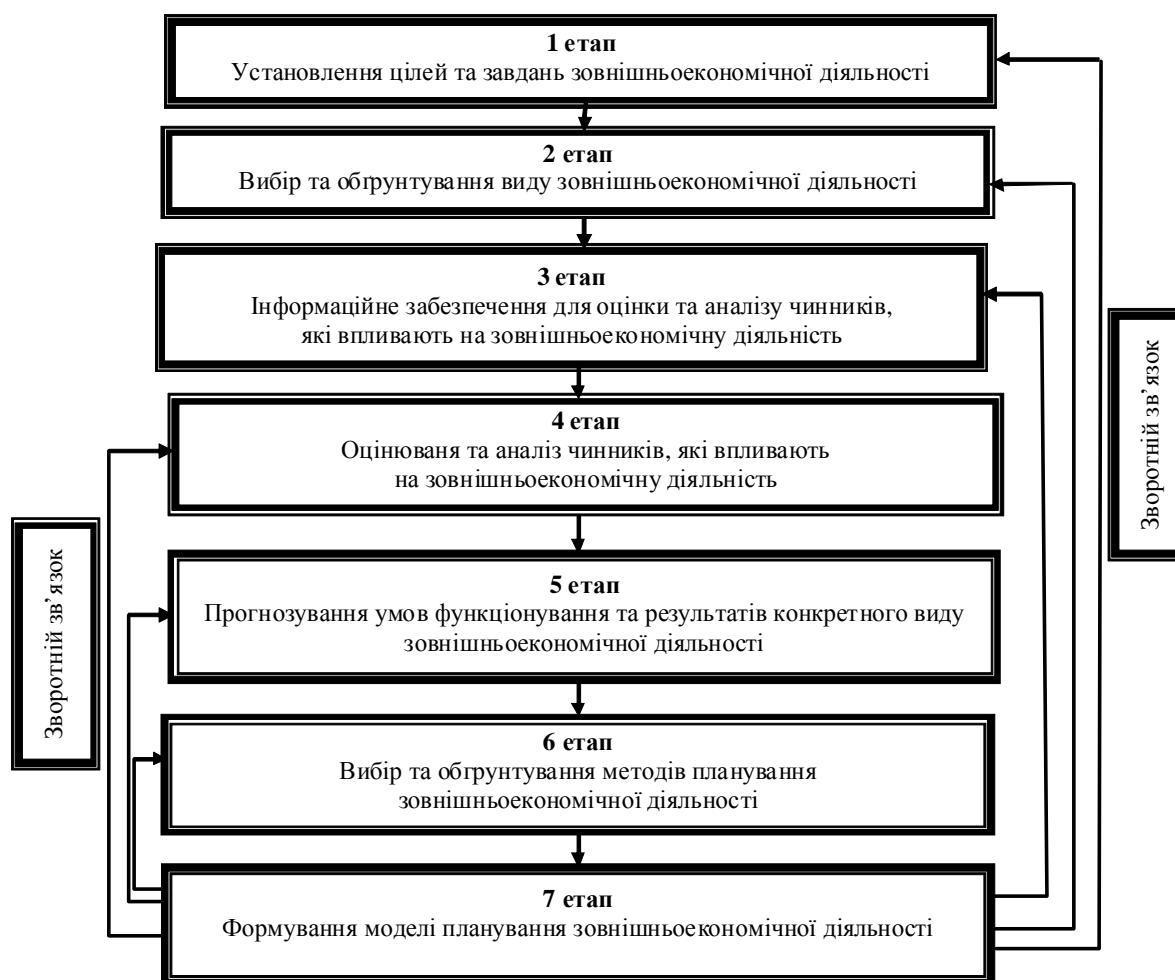 1 етап
Установлення цілей та завдань зовнішньоекономічної діяльності
2 етап
Вибір та обґрунтування виду зовнішньоекономічної діяльності
3 етап
Інформаційне забезпечення для оцінки та аналізу чинників,
які впливають на зовнішньоекономічну діяльність
Зворотній зв’язок
4 етап
Оцінюваня та аналіз чинників, які впливають
на зовнішньоекономічну діяльність
Зворотній зв’язок
5 етап
Прогнозування умов функціонування та результатів конкретного виду
зовнішньоекономічної діяльності
6 етап
Вибір та обгрунтування методів планування
зовнішньоекономічної діяльності
7 етап
Формування моделі планування зовнішньоекономічної діяльності